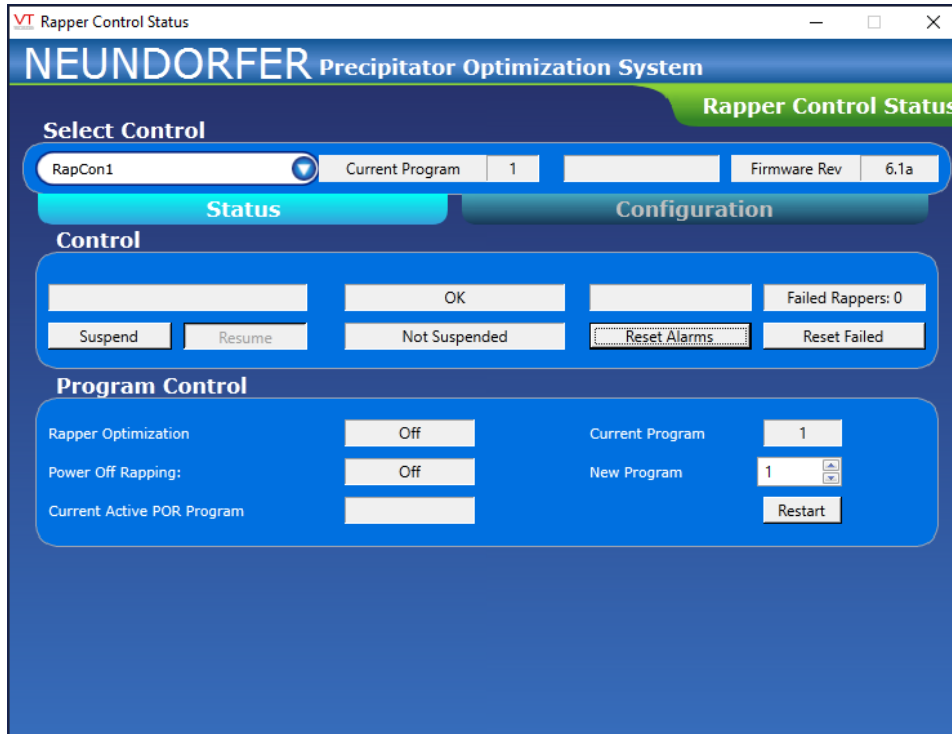 VT Rapper Control Status
NEUNDORFER Precipitator Optimization System
Rapper Control Status
Select Control
RapCon1 Current Program 1 Firmware Rev 6.1a
Status Configuration
Control
OK Failed Rappers: 0
Suspend Resume Not Suspended Reset Alarms Reset Failed
Program Control
Rapper Optimization Off Current Program 1
Power Off Rapping: Off New Program 1
Current Active POR Program Restart